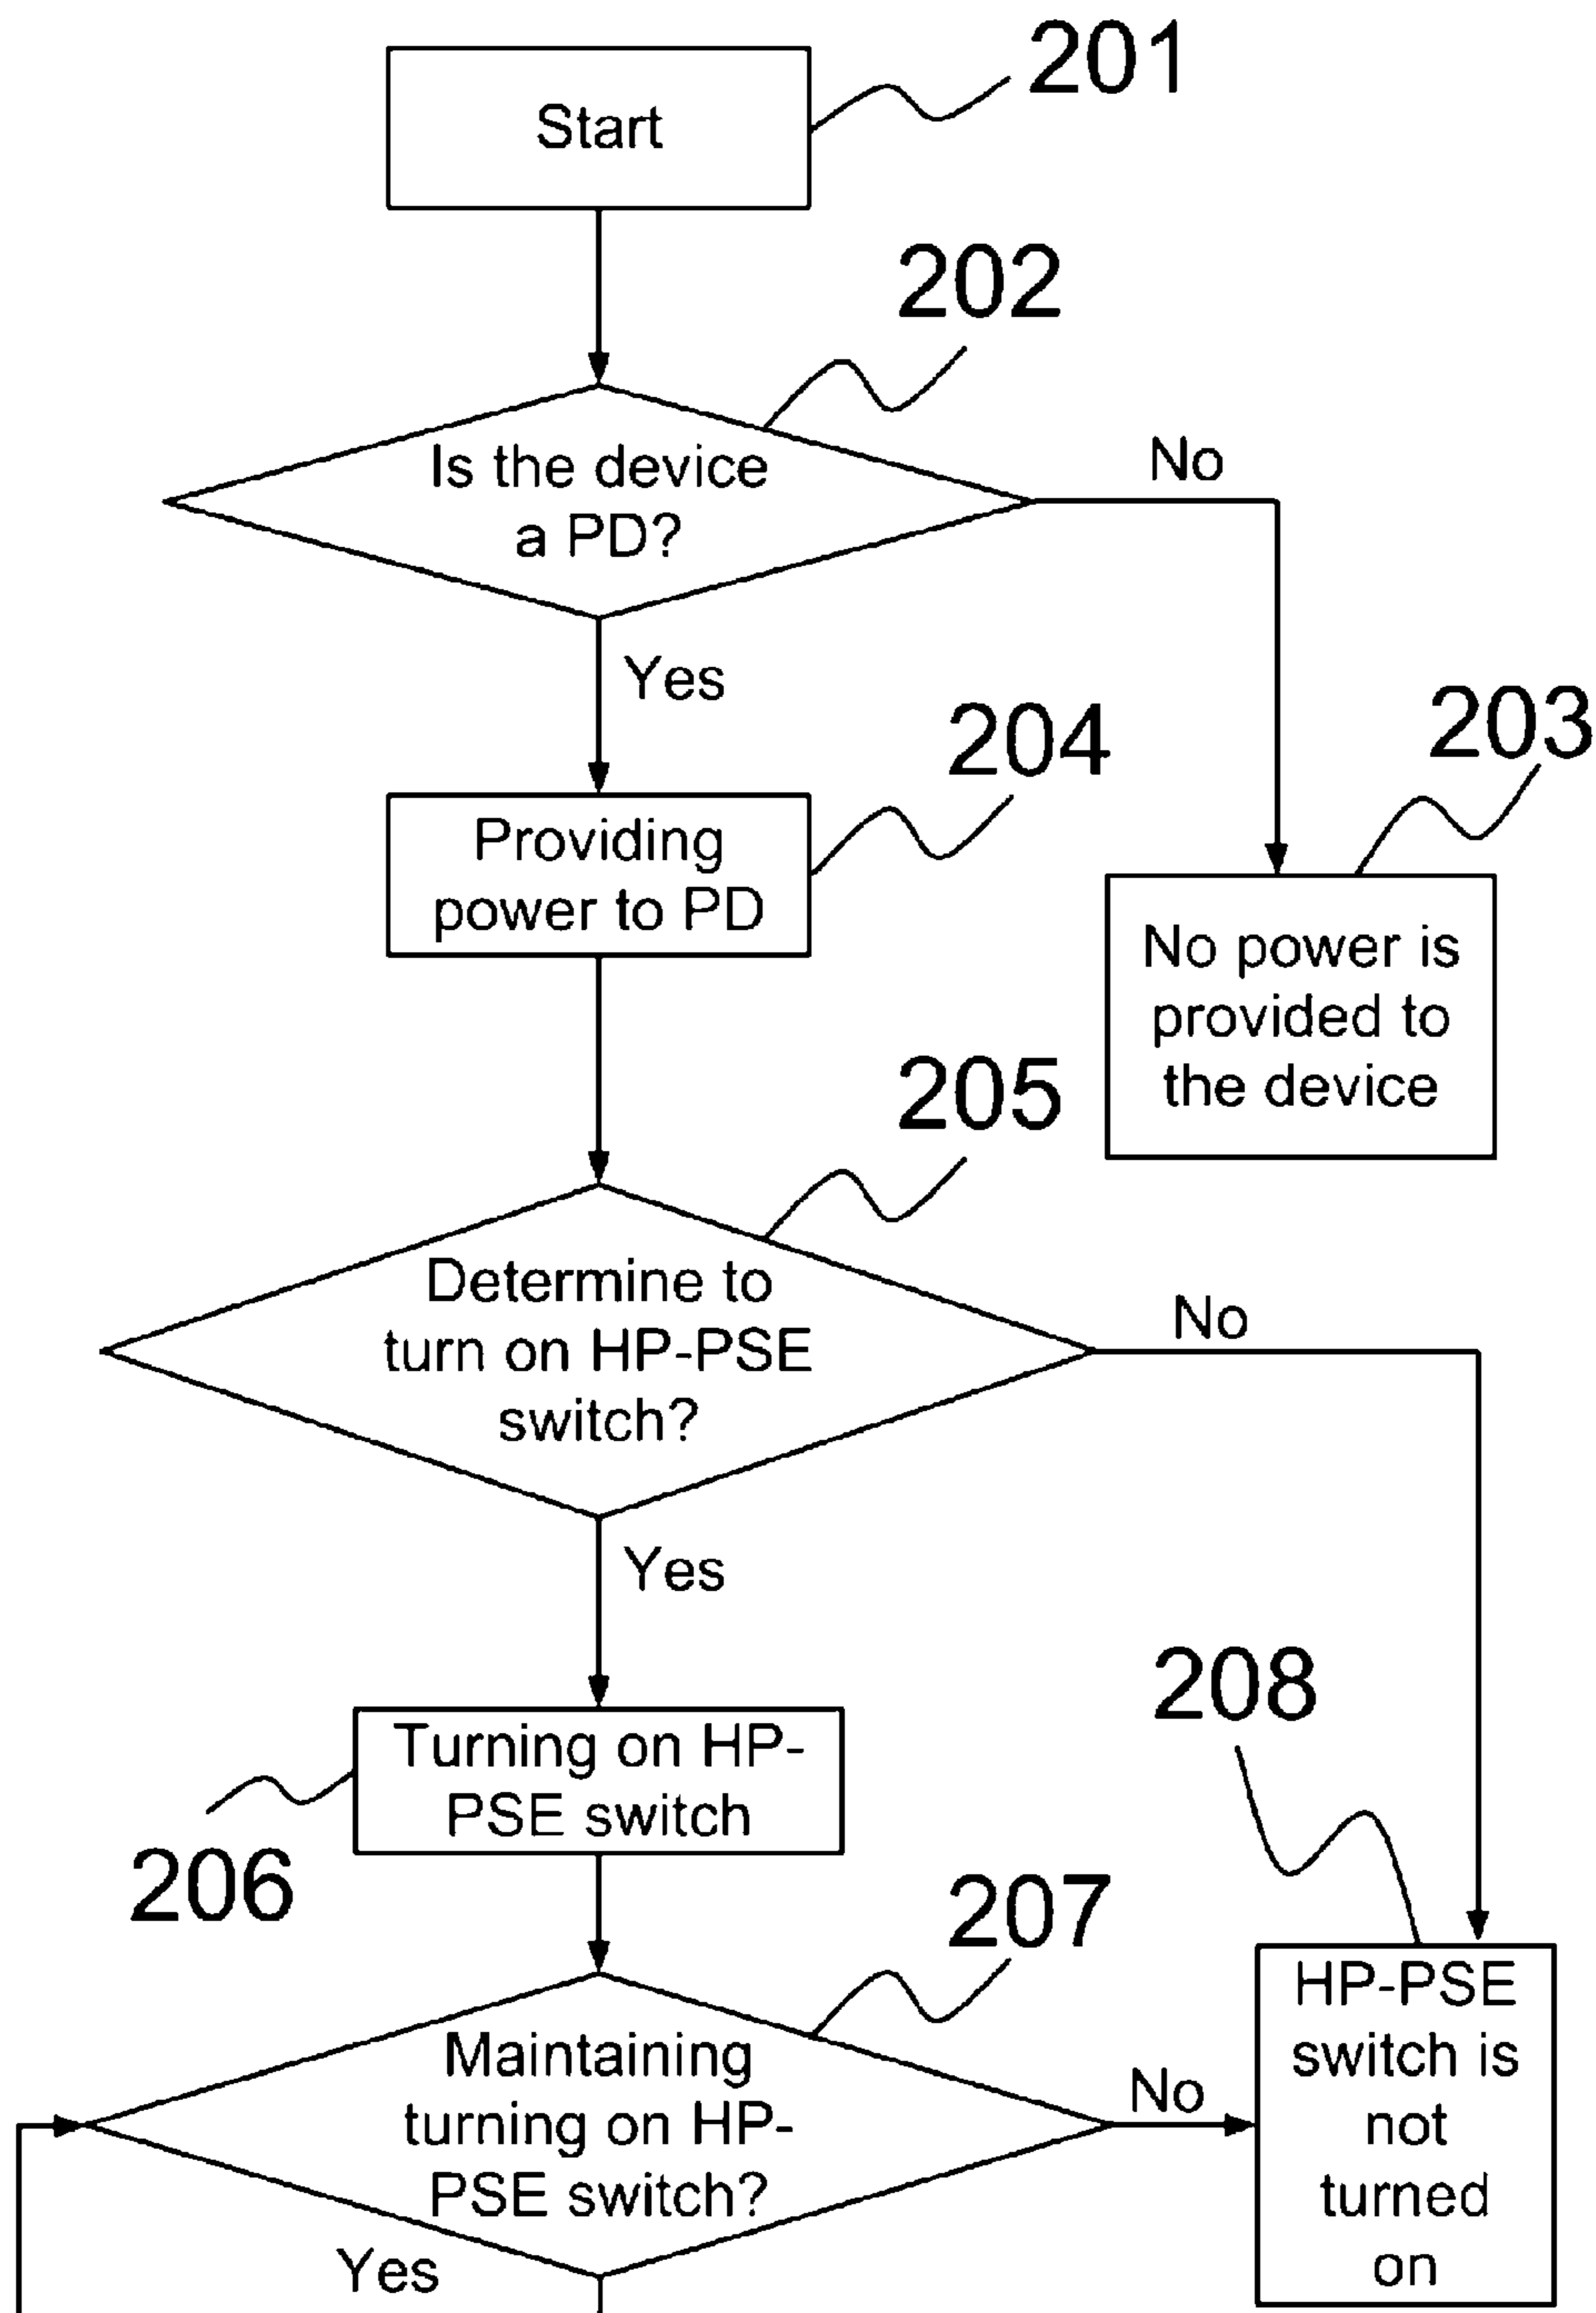 201
Start
202
Is the device
a PD?
No
Yes
203
204
Providing
power to PD
No power is
provided to
the device
205
Determine to
turn on HP-PSE
switch?
No
Yes
208
Turning on HP-
PSE switch
206
207
HP-PSE
switch is
not
turned
on
Maintaining
turning on HP-
PSE switch?
No
Yes